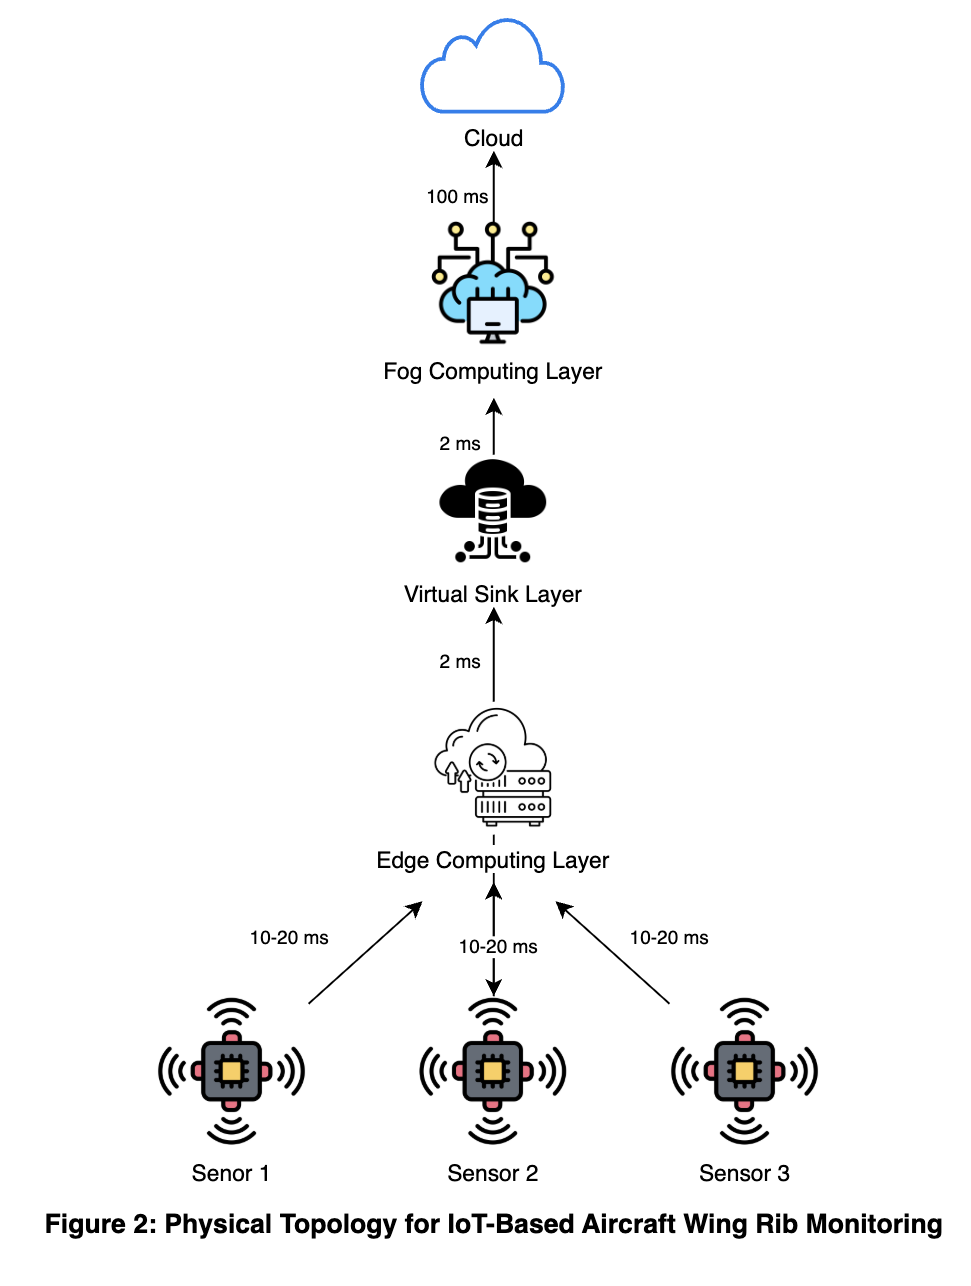 Cloud
100 ms
Fog Computing Layer
2 ms
Virtual Sink Layer
2 ms
Edge Computing Layer
10-20 ms
10-20 ms
10-20 ms
Senor 1
Sensor 2
Sensor 3
Figure 2: Physical Topology for IoT-Based Aircraft Wing Rib Monitoring